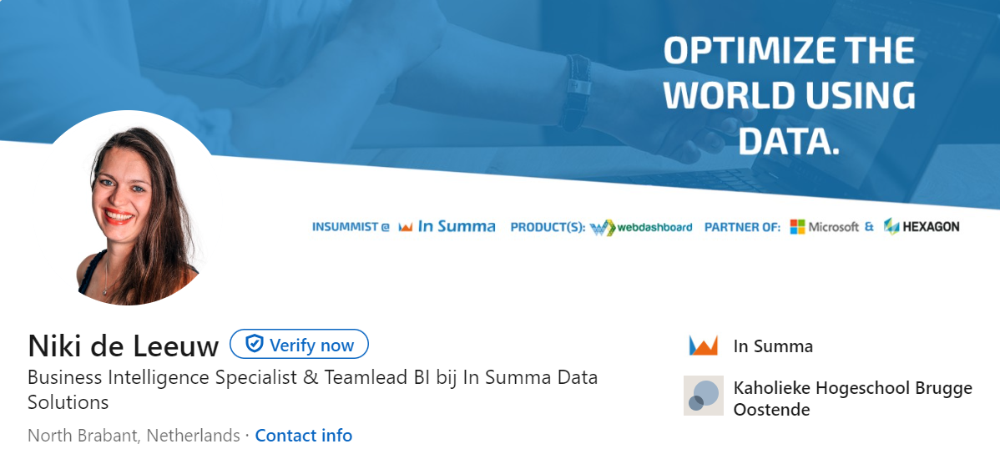 OPTIMIZE THE
WORLD USING
DATA.
INSUMMIST @ In Summa PRODUCT(S): webdashboard PARTNER OF: Microsoft & HEXAGON
Niki de Leeuw Verify now
Business Intelligence Specialist & Teamlead BI bij In Summa Data
Solutions
North Brabant, Netherlands · Contact info
In Summa
Kaholieke Hogeschool Brugge
Oostende